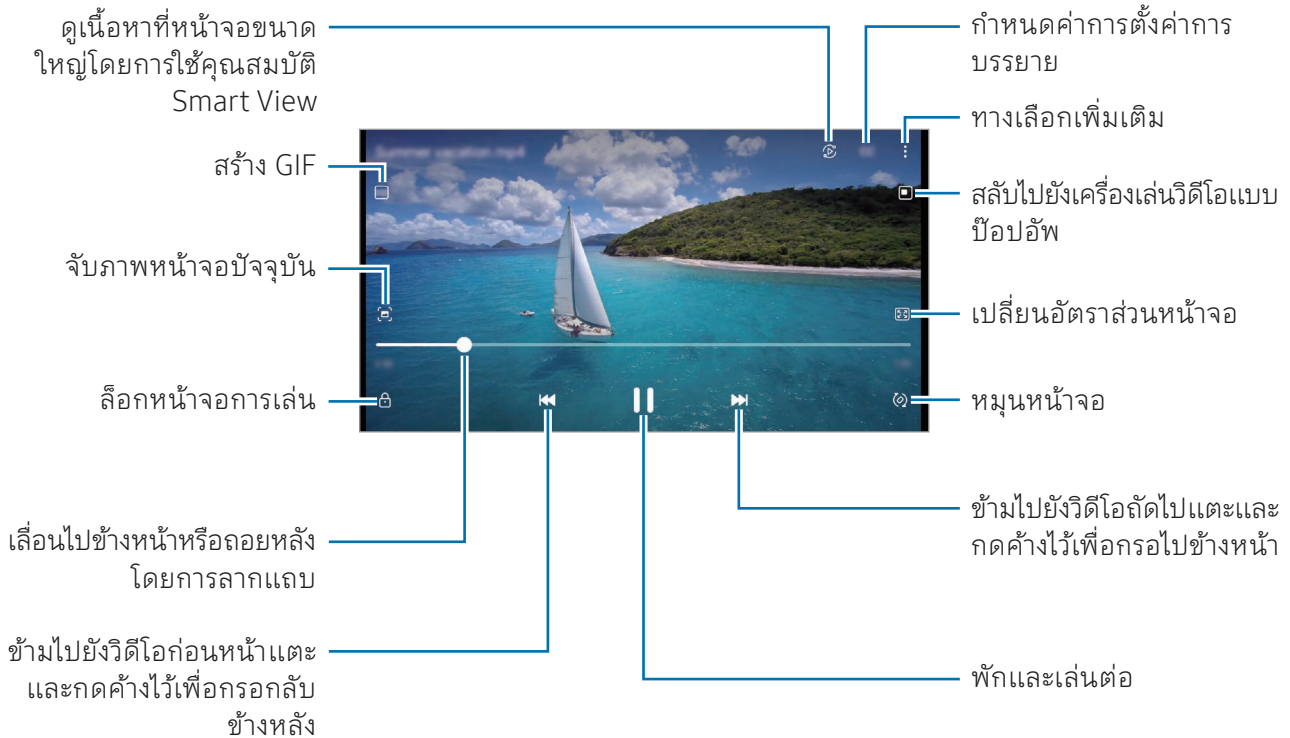 ดูเนื้อหาที่หน้าจอขนาด
ใหญ่โดยการใช้คุณสมบัติ
Smart View
สร้าง GIF
จับภาพหน้าจอปัจจุบัน
ล็อกหน้าจอการเล่น
เลื่อนไปข้างหน้าหรือถอยหลัง
โดยการลากแถบ
ข้ามไปยังวิดีโอก่อนหน้าแตะ
และกดค้างไว้เพื่อกรอกลับ
ข้างหลัง
กำหนดค่าการตั้งค่าการ
บรรยาย
ทางเลือกเพิ่มเติม
สลับไปยังเครื่องเล่นวิดีโอแบบ
ป๊อปอัพ
เปลี่ยนอัตราส่วนหน้าจอ
หมุนหน้าจอ
ข้ามไปยังวิดีโอถัดไปแตะและ
กดค้างไว้เพื่อกรอไปข้างหน้า
พักและเล่นต่อ